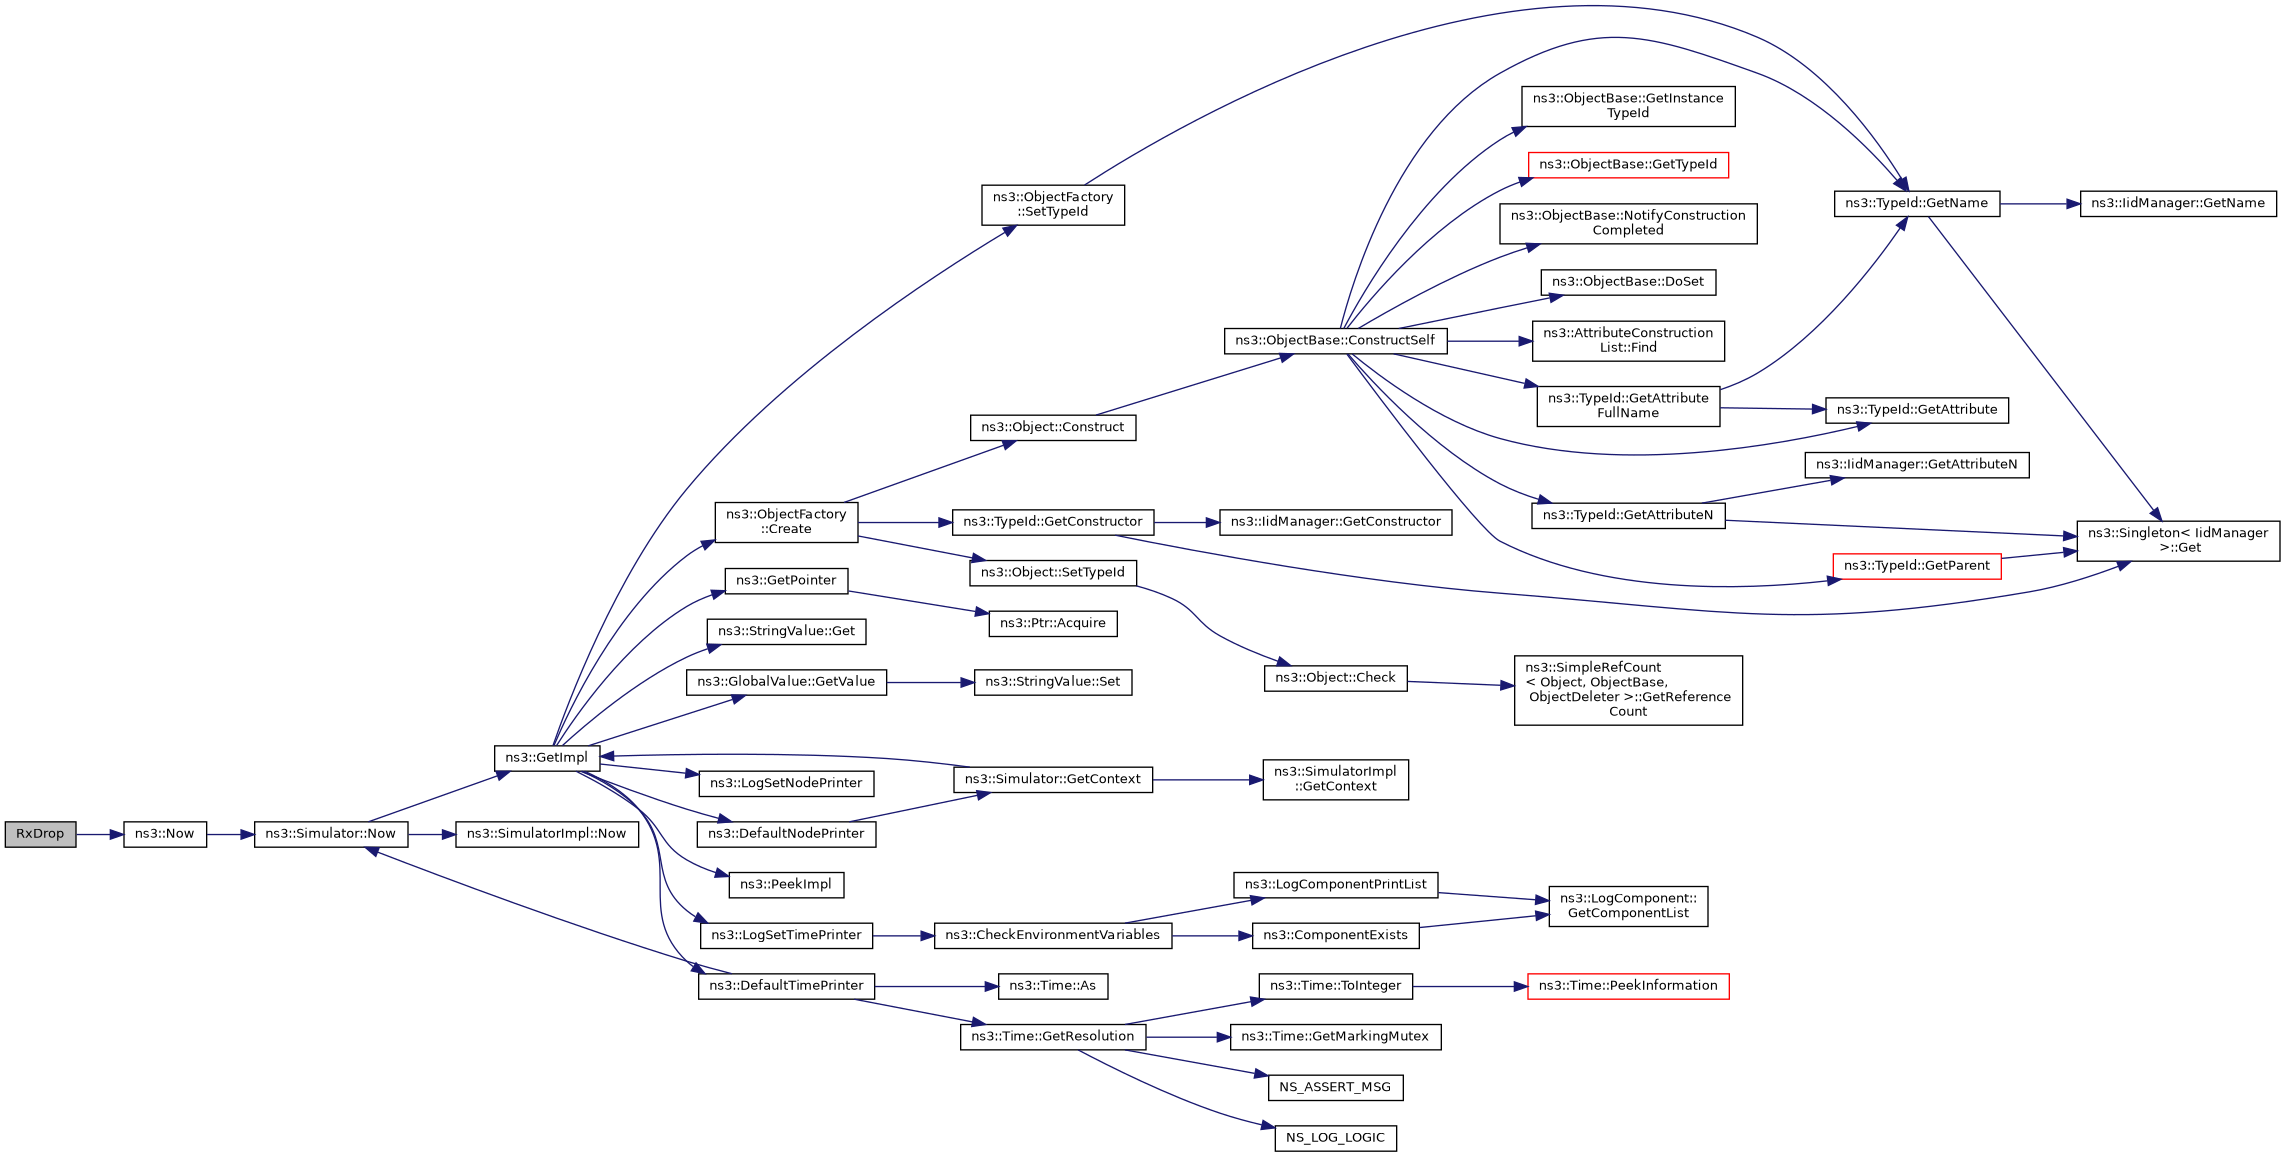 RxDrop
ns3::Now
ns3::Simulator::Now
ns3::GetImpl
ns3::SimulatorImpl::Now
ns3::ObjectFactory
::SetTypeId
ns3::ObjectFactory
::Create
ns3::GetPointer
ns3::StringValue::Get
ns3::GlobalValue::GetValue
ns3::LogSetNodePrinter
ns3::DefaultNodePrinter
ns3::PeekImpl
ns3::LogSetTimePrinter
ns3::DefaultTimePrinter
ns3::Object::Construct
ns3::TypeId::GetConstructor
ns3::Object::SetTypeId
ns3::Ptr::Acquire
ns3::StringValue::Set
ns3::Simulator::GetContext
ns3::CheckEnvironmentVariables
ns3::Time::As
ns3::Time::GetResolution
ns3::ObjectBase::ConstructSelf
ns3::IidManager::GetConstructor
ns3::Object::Check
ns3::SimulatorImpl
::GetContext
ns3::LogComponentPrintList
ns3::ComponentExists
ns3::Time::ToInteger
ns3::Time::GetMarkingMutex
NS_ASSERT_MSG
NS_LOG_LOGIC
ns3::ObjectBase::GetInstance
TypeId
ns3::ObjectBase::GetTypeId
ns3::ObjectBase::NotifyConstruction
Completed
ns3::ObjectBase::DoSet
ns3::AttributeConstruction
List::Find
ns3::TypeId::GetAttribute
FullName
ns3::TypeId::GetAttributeN
ns3::SimpleRefCount
< Object, ObjectBase,
ObjectDeleter >::GetReference
Count
ns3::LogComponent::
GetComponentList
ns3::Time::PeekInformation
ns3::TypeId::GetName
ns3::TypeId::GetAttribute
ns3::IidManager::GetAttributeN
ns3::TypeId::GetParent
ns3::IidManager::GetName
ns3::Singleton< IidManager
>::Get